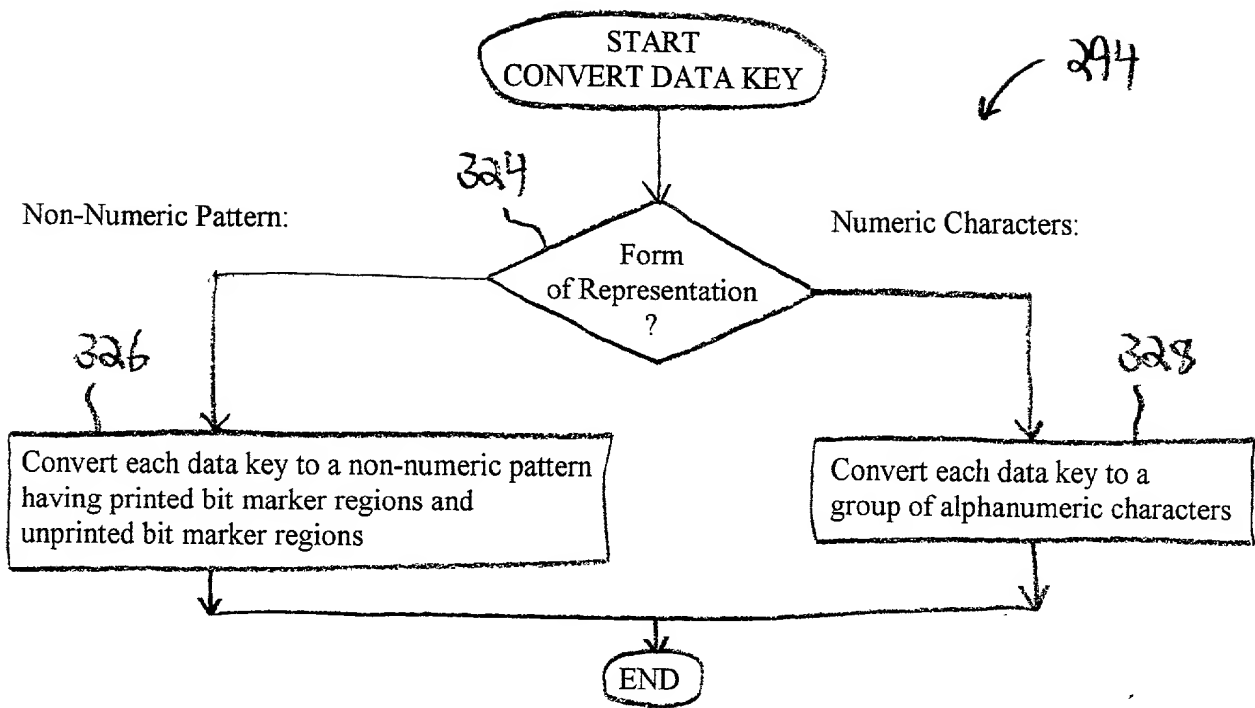 START
CONVERT DATA KEY
294
324
Non-Numeric Pattern:
Numeric Characters:
Form
of Representation
?
326
328
Convert each data key to a non-numeric pattern
having printed bit marker regions and
unprinted bit marker regions
Convert each data key to a
group of alphanumeric characters
END